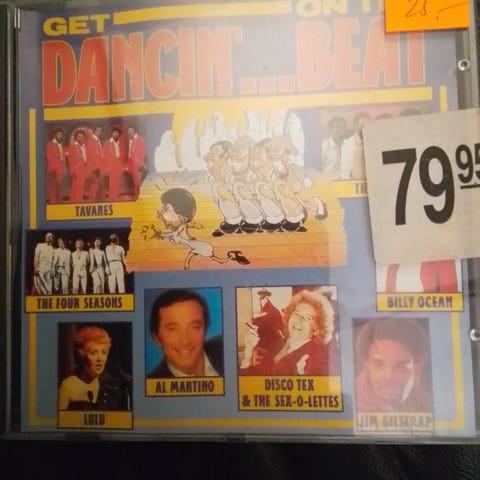 GET ON
DANCIN'...BEAT
25,-
TAVARES
79 95
THE FOUR SEASONS
BILLY OCEAN
LULU
AL MARTINO
DISCO TEX
& THE SEX-O-LETTES
JIM GILSTRAP